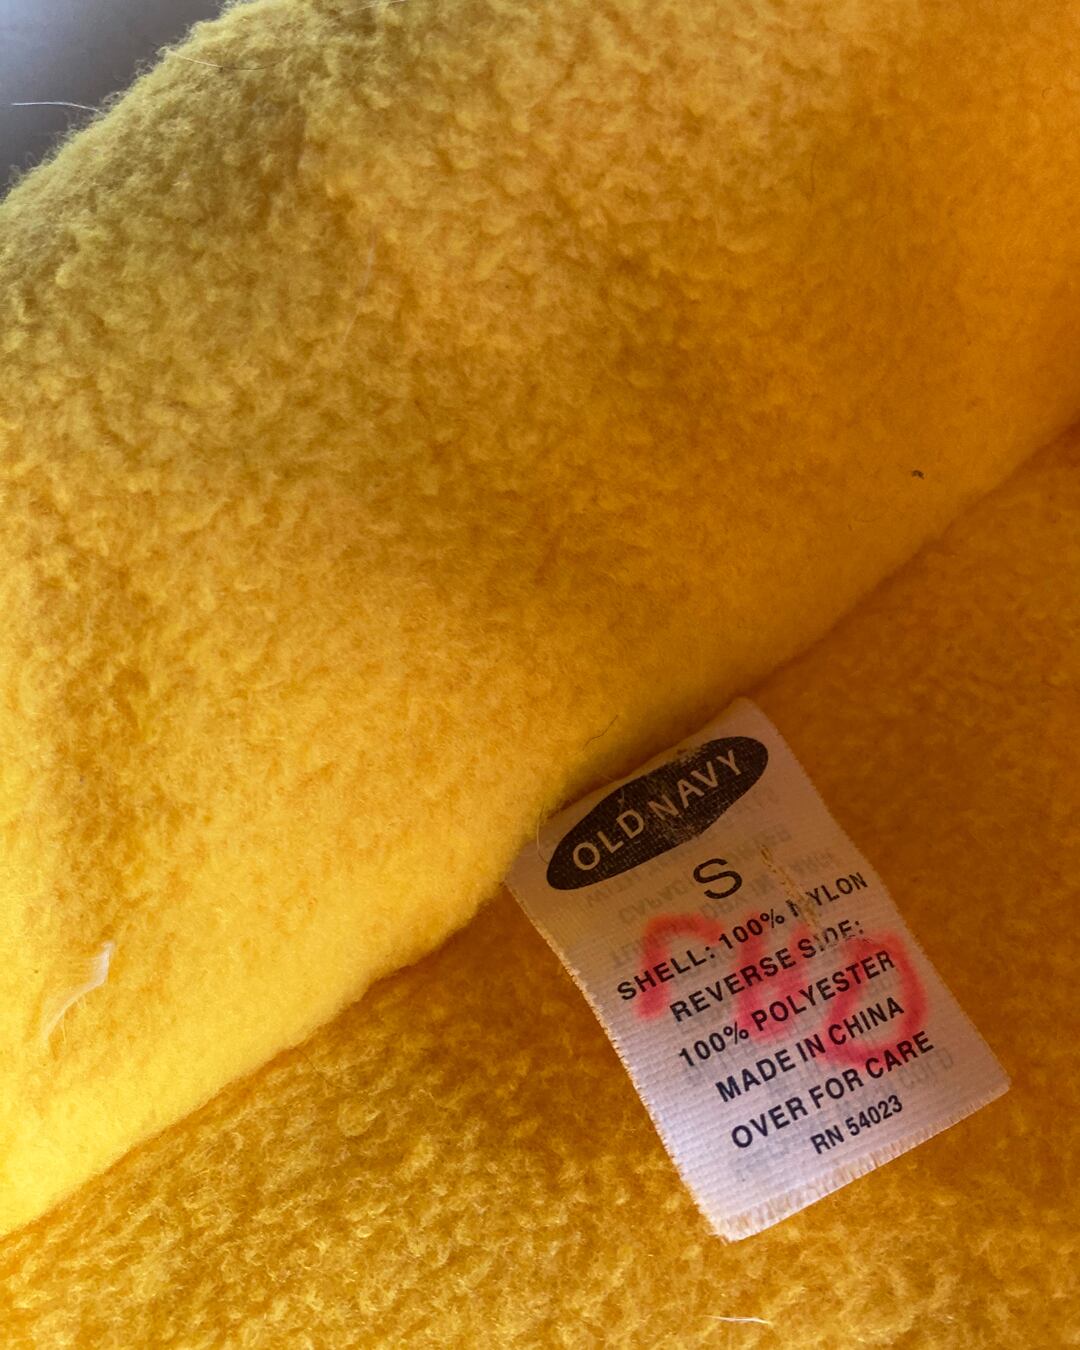 OLD NAVY
S
SHELL: 100% NYLON
REVERSE SIDE:
100% POLYESTER
MADE IN CHINA
OVER FOR CARE
RN 54023